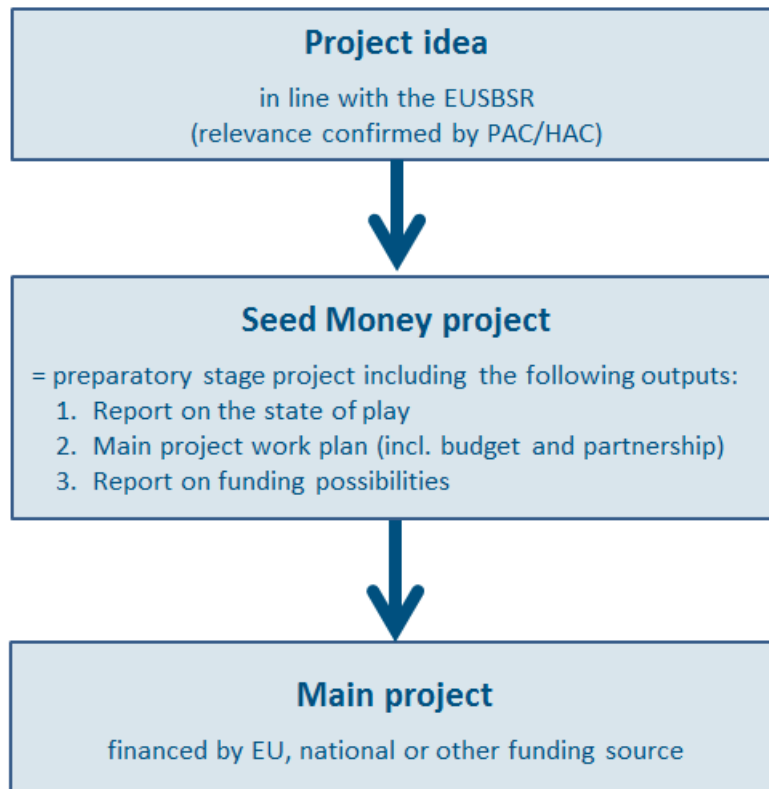 Project idea
in line with the EUSBSR
(relevance confirmed by PAC/HAC)
Seed Money project
= preparatory stage project including the following outputs:
1. Report on the state of play
2. Main project work plan (incl. budget and partnership)
3. Report on funding possibilities
Main project
financed by EU, national or other funding source